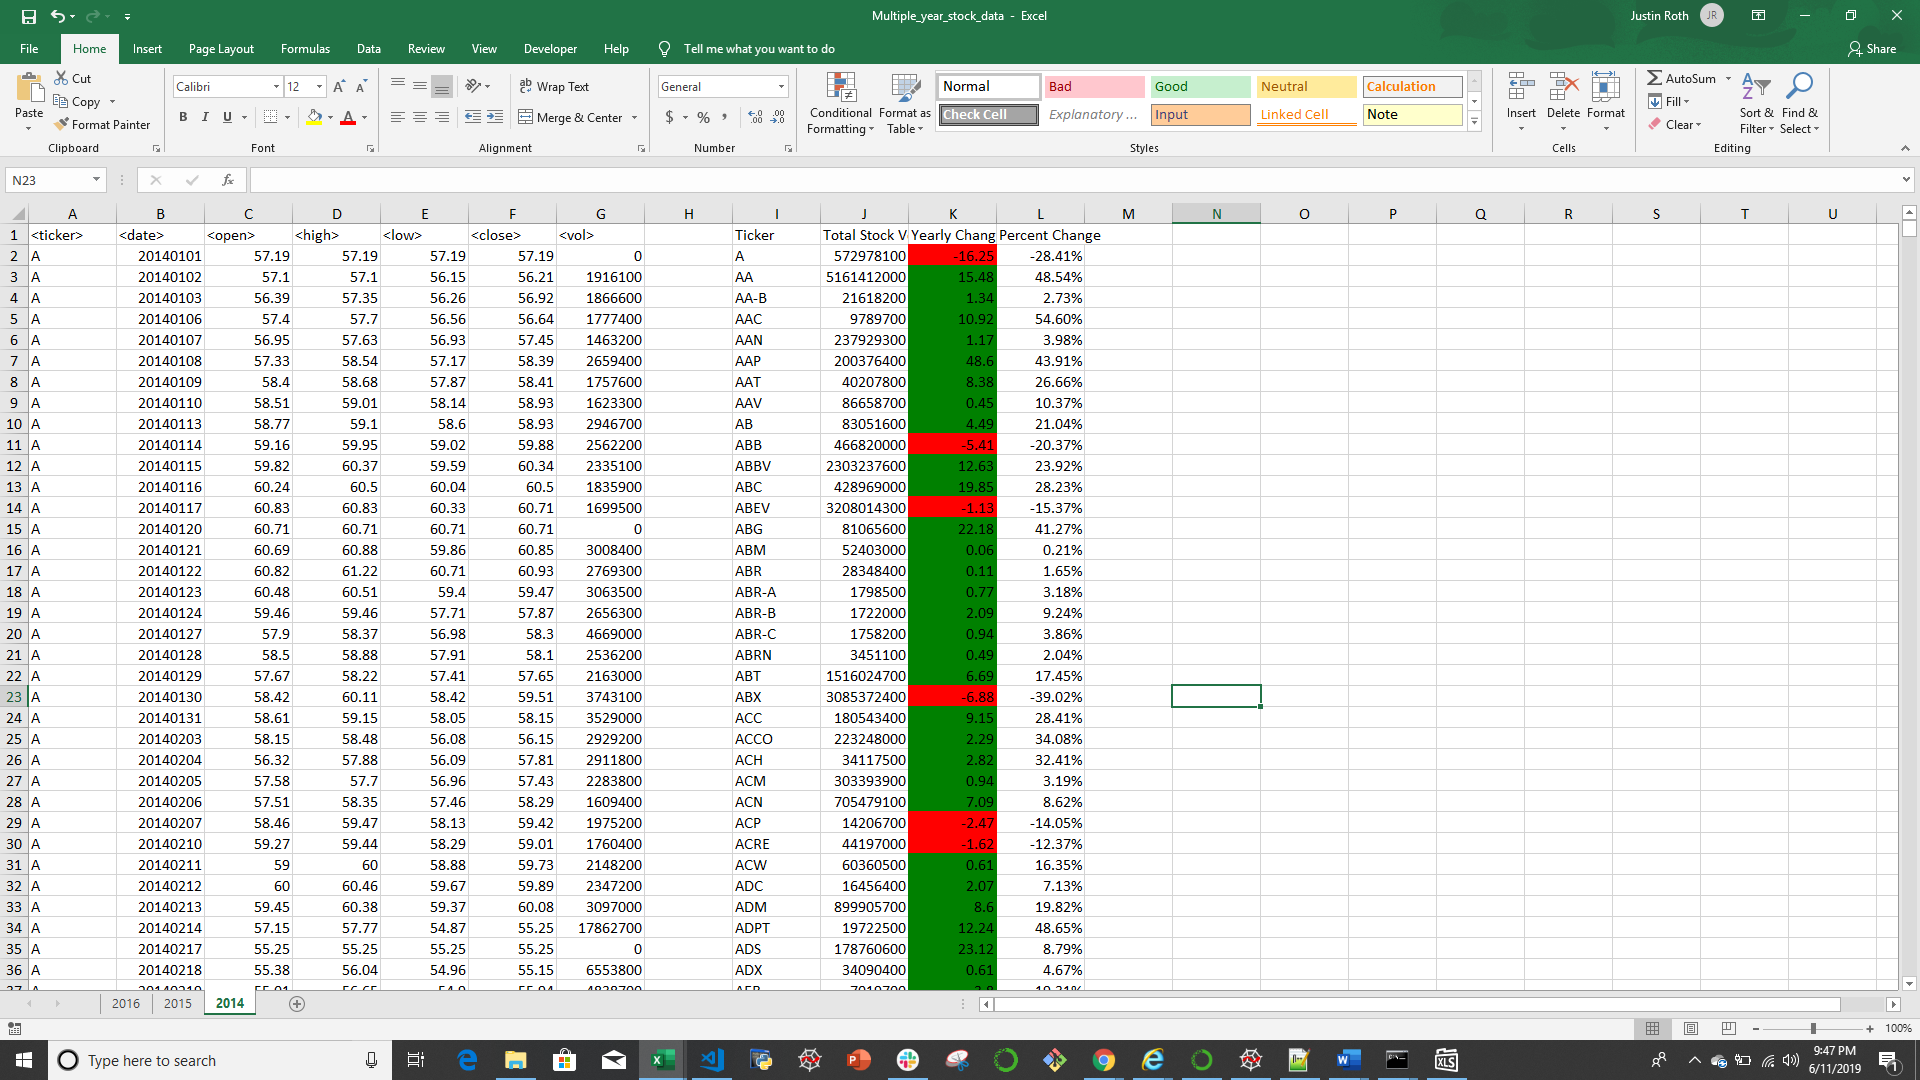 Multiple_year_stock_data - Excel
Justin Roth JR
File Home Insert Page Layout Formulas Data Review View Developer Help Tell me what you want to do Share
Paste Cut Copy Format Painter Clipboard
Calibri 12 A A B I U A Font
Wrap Text Merge & Center Alignment
General $ % , Number
Conditional Formatting Format as Table
Normal Bad Good Neutral Calculation
Check Cell Explanatory ... Input Linked Cell Note
Styles
Insert Delete Format Cells
AutoSum Fill Clear Sort & Filter Find & Select Editing
N23 fx
A B C D E F G H I J K L M N O P Q R S T U
1 <ticker> <date> <open> <high> <low> <close> <vol> Ticker Total Stock V Yearly Chang Percent Change
2 A 20140101 57.19 57.19 57.19 57.19 0 A 572978100 -16.25 -28.41%
3 A 20140102 57.1 57.1 56.15 56.21 1916100 AA 5161412000 15.48 48.54%
4 A 20140103 56.39 57.35 56.26 56.92 1866600 AA-B 21618200 1.34 2.73%
5 A 20140106 57.4 57.7 56.56 56.64 1777400 AAC 9789700 10.92 54.60%
6 A 20140107 56.95 57.63 56.93 57.45 1463200 AAN 237929300 1.17 3.98%
7 A 20140108 57.33 58.54 57.17 58.39 2659400 AAP 200376400 48.6 43.91%
8 A 20140109 58.4 58.68 57.87 58.41 1757600 AAT 40207800 8.38 26.66%
9 A 20140110 58.51 59.01 58.14 58.93 1623300 AAV 86658700 0.45 10.37%
10 A 20140113 58.77 59.1 58.6 58.93 2946700 AB 83051600 4.49 21.04%
11 A 20140114 59.16 59.95 59.02 59.88 2562200 ABB 466820000 -5.41 -20.37%
12 A 20140115 59.82 60.37 59.59 60.34 2335100 ABBV 2303237600 12.63 23.92%
13 A 20140116 60.24 60.5 60.04 60.5 1835900 ABC 428969000 19.85 28.23%
14 A 20140117 60.83 60.83 60.33 60.71 1699500 ABEV 3208014300 -1.13 -15.37%
15 A 20140120 60.71 60.71 60.71 60.71 0 ABG 81065600 22.18 41.27%
16 A 20140121 60.69 60.88 59.86 60.85 3008400 ABM 52403000 0.06 0.21%
17 A 20140122 60.82 61.22 60.71 60.93 2769300 ABR 28348400 0.11 1.65%
18 A 20140123 60.48 60.51 59.4 59.47 3063500 ABR-A 1798500 0.77 3.18%
19 A 20140124 59.46 59.46 57.71 57.87 2656300 ABR-B 1722000 2.09 9.24%
20 A 20140127 57.9 58.37 56.98 58.3 4669000 ABR-C 1758200 0.94 3.86%
21 A 20140128 58.5 58.88 57.91 58.1 2536200 ABRN 3451100 0.49 2.04%
22 A 20140129 57.67 58.22 57.41 57.65 2163000 ABT 1516024700 6.69 17.45%
23 A 20140130 58.42 60.11 58.42 59.51 3743100 ABX 3085372400 -6.88 -39.02%
24 A 20140131 58.61 59.15 58.05 58.15 3529000 ACC 180543400 9.15 28.41%
25 A 20140203 58.15 58.48 56.08 56.15 2929200 ACCO 223248000 2.29 34.08%
26 A 20140204 56.32 57.88 56.09 57.81 2911800 ACH 34117500 2.82 32.41%
27 A 20140205 57.58 57.7 56.96 57.43 2283800 ACM 303393900 0.94 3.19%
28 A 20140206 57.51 58.35 57.46 58.29 1609400 ACN 705479100 7.09 8.62%
29 A 20140207 58.46 59.47 58.13 59.42 1975200 ACP 14206700 -2.47 -14.05%
30 A 20140210 59.27 59.44 58.29 59.01 1760400 ACRE 44197000 -1.62 -12.37%
31 A 20140211 59 60 58.88 59.73 2148200 ACW 60360500 0.61 16.35%
32 A 20140212 60 60.46 59.67 59.89 2347200 ADC 16456400 2.07 7.13%
33 A 20140213 59.45 60.38 59.37 60.08 3097000 ADM 899905700 8.6 19.82%
34 A 20140214 57.15 57.77 54.87 55.25 17862700 ADPT 19722500 12.24 48.65%
35 A 20140217 55.25 55.25 55.25 55.25 0 ADS 178760600 23.12 8.79%
36 A 20140218 55.38 56.04 54.96 55.15 6553800 ADX 34090400 0.61 4.67%
2016 2015 2014
100%
Type here to search
9:47 PM
6/11/2019